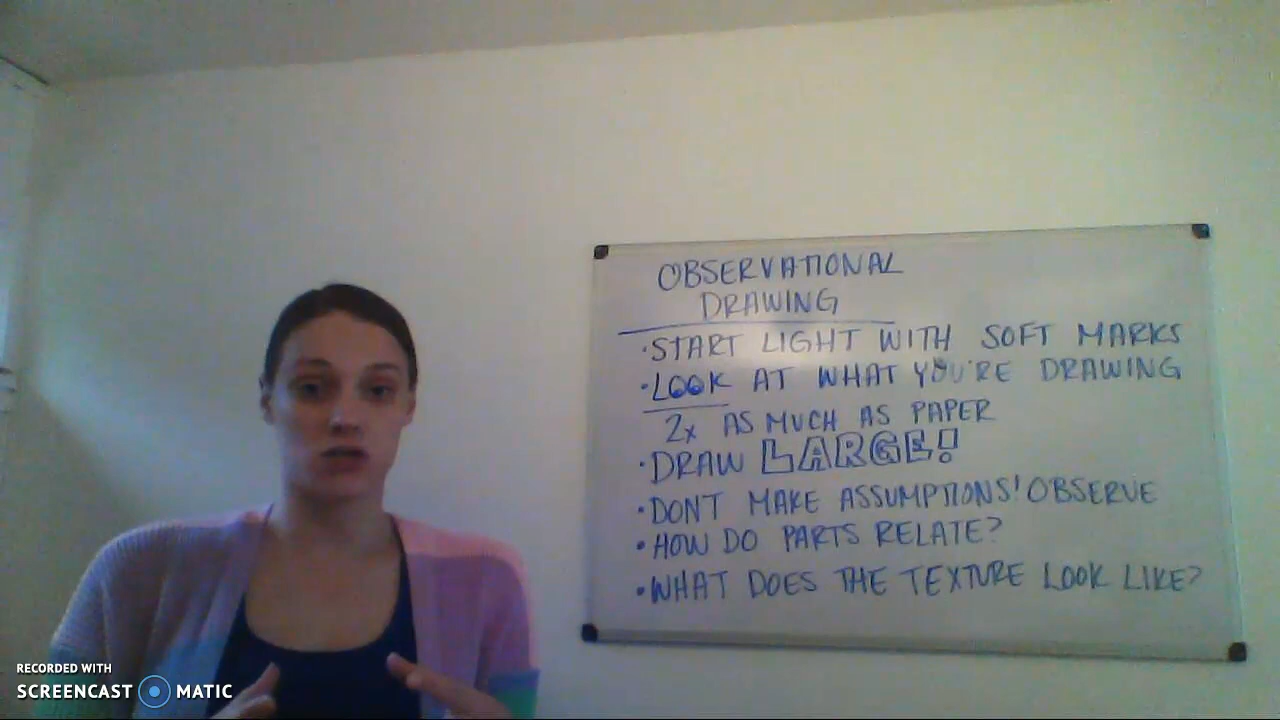 OBSERVATIONAL
DRAWING
•START LIGHT WITH SOFT MARKS
•LOOK AT WHAT YOU'RE DRAWING
2x AS MUCH AS PAPER
•DRAW LARGE!
•DONT MAKE ASSUMPTIONS! OBSERVE
•HOW DO PARTS RELATE?
•WHAT DOES THE TEXTURE LOOK LIKE?
RECORDED WITH
SCREENCAST MATIC